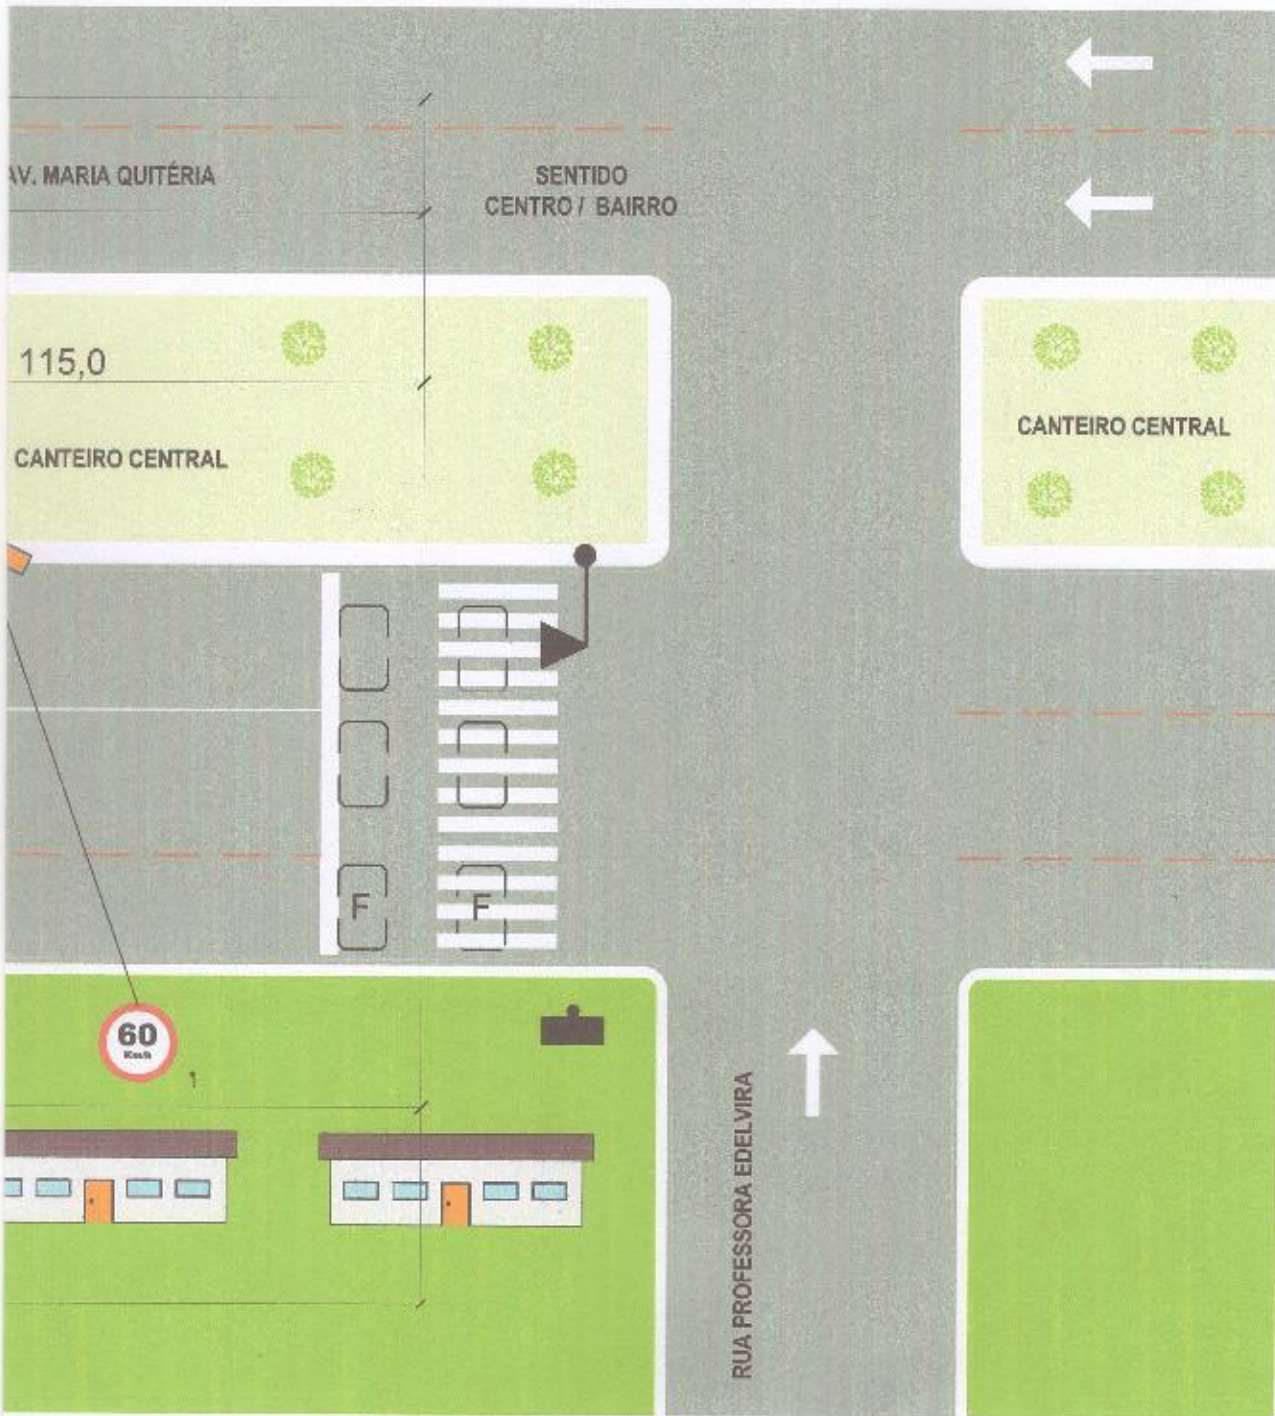 AV. MARIA QUITÉRIA
SENTIDO
CENTRO / BAIRRO
115,0
CANTEIRO CENTRAL
CANTEIRO CENTRAL
F
F
60
Km/h
1
RUA PROFESSORA EDELVIRA